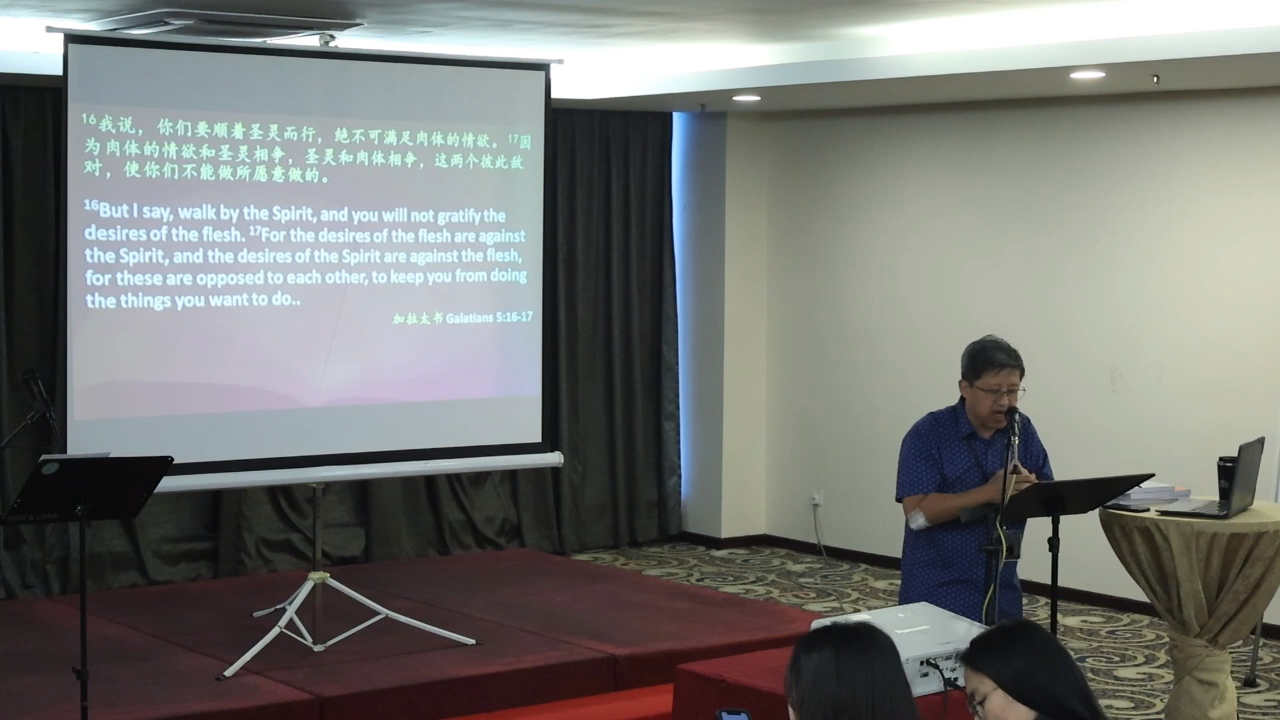 16我说，你们要顺着圣灵而行，绝不可满足肉体的情欲。17因
为肉体的情欲和圣灵相争，圣灵和肉体相争，这两个彼此敌
对，使你们不能做所愿意做的。
16But I say, walk by the Spirit, and you will not gratify the
desires of the flesh. 17For the desires of the flesh are against
the Spirit, and the desires of the Spirit are against the flesh,
for these are opposed to each other, to keep you from doing
the things you want to do..
加拉太书 Galatians 5:16-17